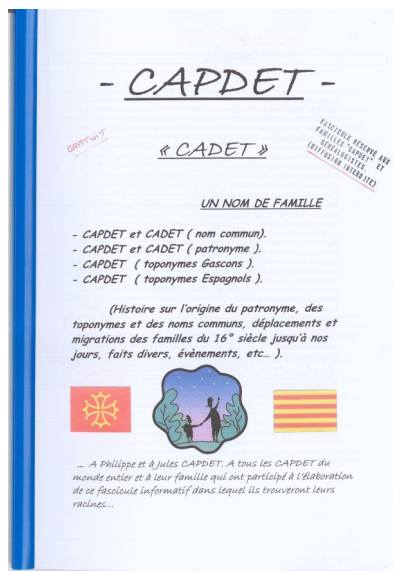 - CAPDET -
GRATUIT
« CADET »
FASCICULE RÉSERVÉ AUX
FAMILLES "CAPDET" ET
GÉNÉALOGISTES.
(DIFFUSION INTERDITE)
UN NOM DE FAMILLE
- CAPDET et CADET ( nom commun).
- CAPDET et CADET ( patronyme ).
- CAPDET ( toponymes Gascons ).
- CAPDET ( toponymes Espagnols ).
(Histoire sur l'origine du patronyme, des
toponymes et des noms communs, déplacements et
migrations des familles du 16° siècle jusqu'à nos
jours, faits divers, évènements, etc... ).
... A Philippe et à Jules CAPDET. A tous les CAPDET du
monde entier et à leur famille qui ont participé à l'élaboration
de ce fascicule informatif dans lequel ils trouveront leurs
racines...